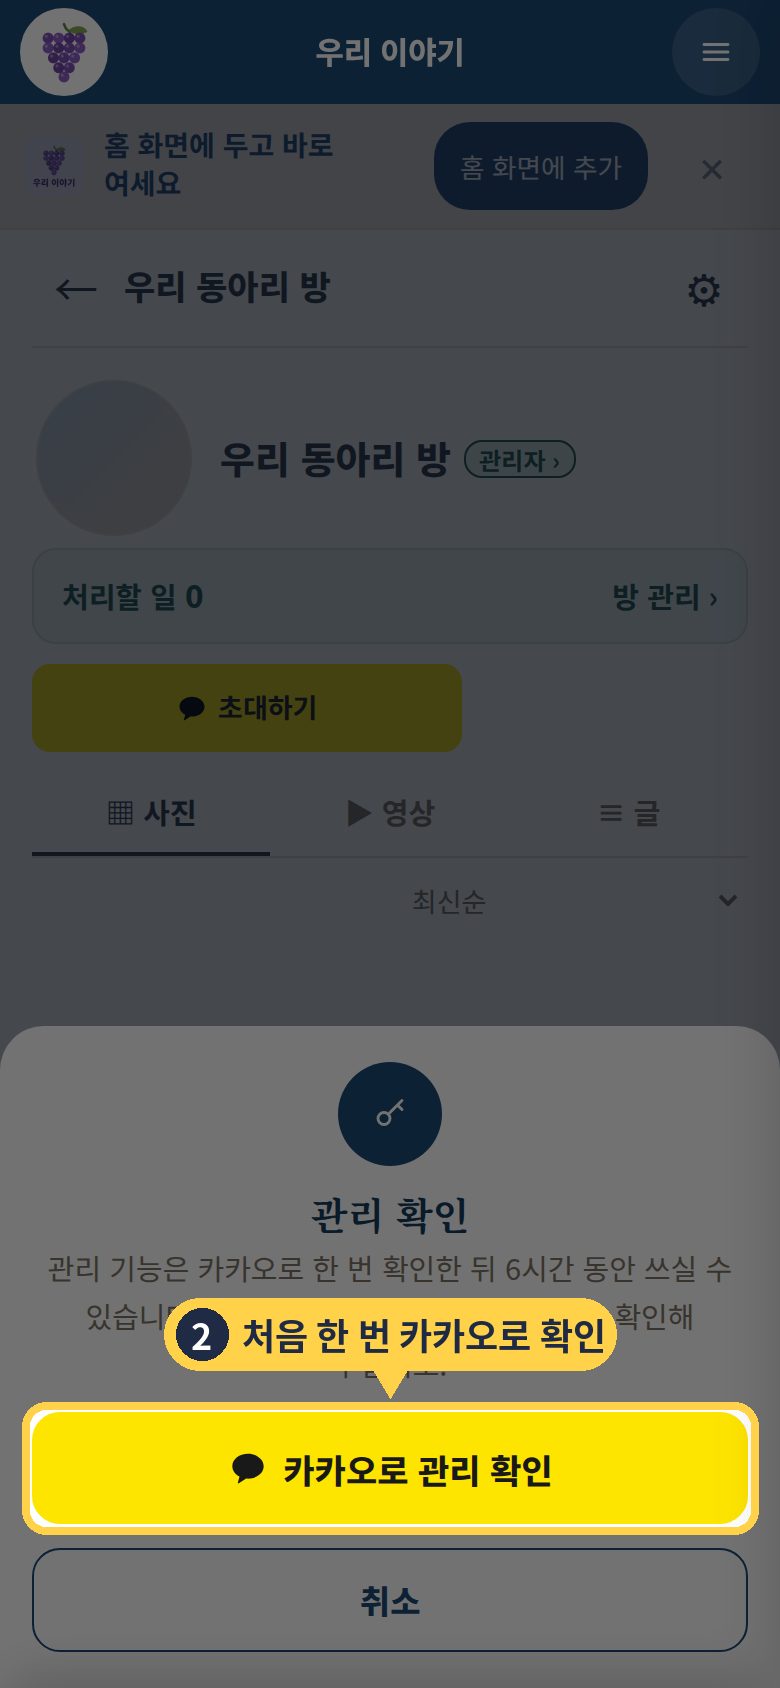 우리 이야기
홈 화면에 두고 바로
여세요
우리 이야기
홈 화면에 추가
우리 동아리 방
우리 동아리 방 관리자 ›
처리할 일 0 방 관리 ›
초대하기
사진 영상 글
최신순
관리 확인
관리 기능은 카카오로 한 번 확인한 뒤 6시간 동안 쓰실 수
확인해
2 처음 한 번 카카오로 확인
카카오로 관리 확인
취소